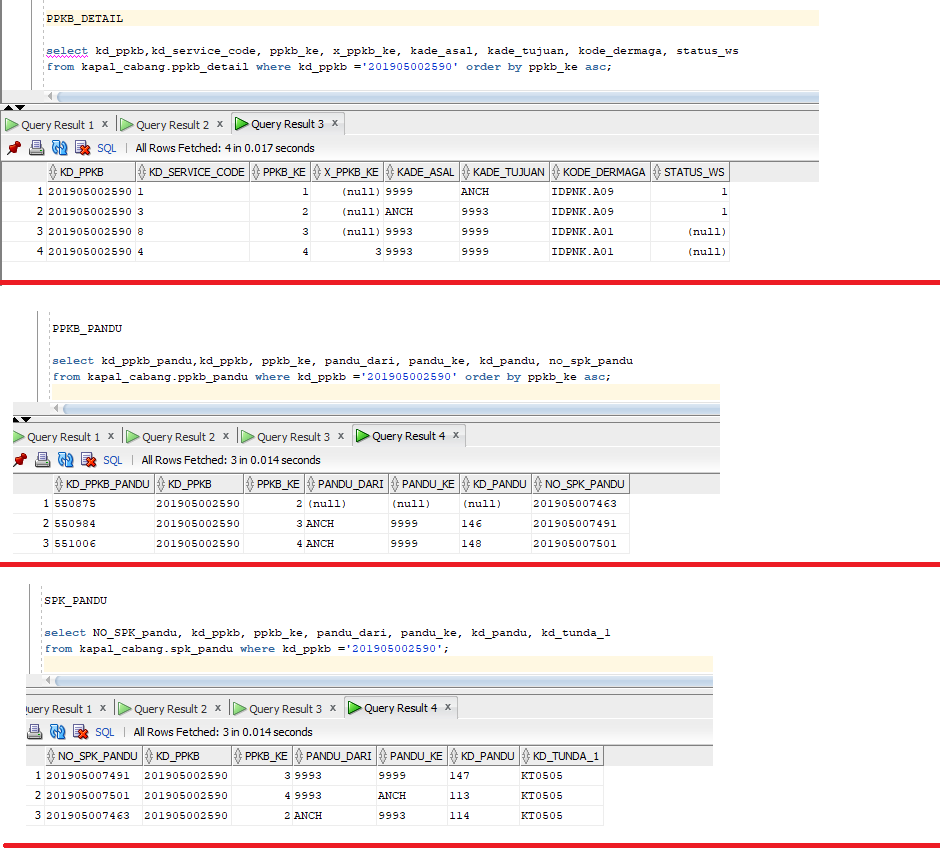 PPKB_DETAIL
select kd_ppkb,kd_service_code, ppkb_ke, x_ppkb_ke, kade_asal, kade_tujuan, kode_dermaga, status_ws
from kapal_cabang.ppkb_detail where kd_ppkb ='201905002590' order by ppkb_ke asc;
Query Result 1 x Query Result 2 x Query Result 3 x
SQL | All Rows Fetched: 4 in 0.017 seconds
KD_PPKB KD_SERVICE_CODE PPKB_KE X_PPKB_KE KADE_ASAL KADE_TUJUAN KODE_DERMAGA STATUS_WS
1 201905002590 1 1 (null) 9999 ANCH IDPNK.A09 1
2 201905002590 3 2 (null) ANCH 9993 IDPNK.A09 1
3 201905002590 8 3 (null) 9993 9999 IDPNK.A01 (null)
4 201905002590 4 4 3 9993 9999 IDPNK.A01 (null)
PPKB_PANDU
select kd_ppkb_pandu,kd_ppkb, ppkb_ke, pandu_dari, pandu_ke, kd_pandu, no_spk_pandu
from kapal_cabang.ppkb_pandu where kd_ppkb ='201905002590' order by ppkb_ke asc;
Query Result 1 x Query Result 2 x Query Result 3 x Query Result 4 x
SQL | All Rows Fetched: 3 in 0.014 seconds
KD_PPKB_PANDU KD_PPKB PPKB_KE PANDU_DARI PANDU_KE KD_PANDU NO_SPK_PANDU
1 550875 201905002590 2 (null) (null) (null) 201905007463
2 550984 201905002590 3 ANCH 9999 146 201905007491
3 551006 201905002590 4 ANCH 9999 148 201905007501
SPK_PANDU
select NO_SPK_pandu, kd_ppkb, ppkb_ke, pandu_dari, pandu_ke, kd_pandu, kd_tunda_1
from kapal_cabang.spk_pandu where kd_ppkb ='201905002590';
uery Result 1 x Query Result 2 x Query Result 3 x Query Result 4 x
SQL | All Rows Fetched: 3 in 0.014 seconds
NO_SPK_PANDU KD_PPKB PPKB_KE PANDU_DARI PANDU_KE KD_PANDU KD_TUNDA_1
1 201905007491 201905002590 3 9993 9999 147 KT0505
2 201905007501 201905002590 4 9993 ANCH 113 KT0505
3 201905007463 201905002590 2 ANCH 9993 114 KT0505